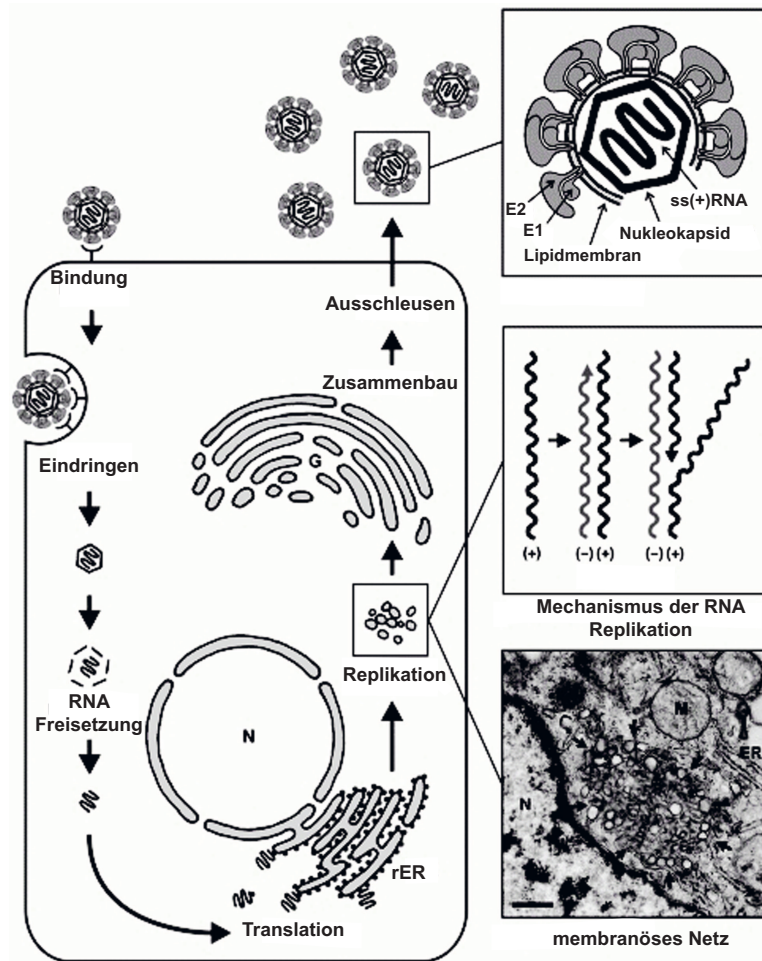 Bindung
Eindringen
RNA
Freisetzung
Translation
rER
N
Replikation
G
Zusammenbau
Ausschleusen
E2
E1
Lipidmembran
Nukleokapsid
ss(+)RNA
(+) (−) (+) (−) (+)
Mechanismus der RNA
Replikation
M
ER
N
membranöses Netz